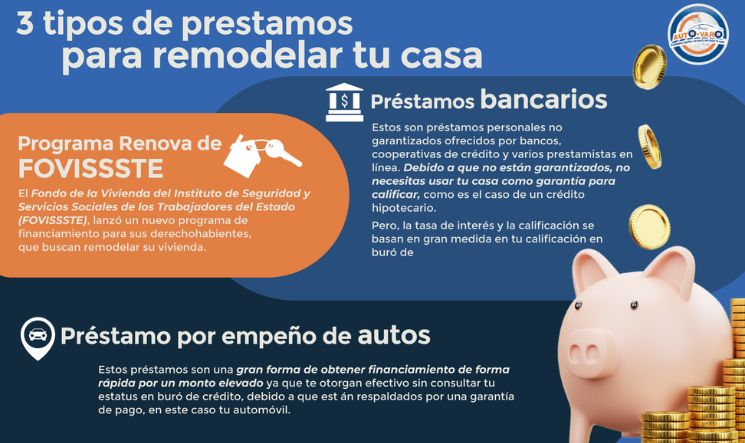 3 tipos de prestamos
para remodelar tu casa
AUTO-VARO
Préstamos bancarios
Estos son préstamos personales no
garantizados ofrecidos por bancos,
cooperativas de crédito y varios prestamistas en
línea. Debido a que no están garantizados, no
necesitas usar tu casa como garantía para
calificar, como es el caso de un crédito
hipotecario.
Pero, la tasa de interés y la calificación se
basan en gran medida en tu calificación en
buró de
Programa Renova de
FOVISSSTE
El Fondo de la Vivienda del Instituto de Seguridad y
Servicios Sociales de los Trabajadores del Estado
(FOVISSSTE), lanzó un nuevo programa de
financiamiento para sus derechohabientes,
que buscan remodelar su vivienda.
Préstamo por empeño de autos
Estos préstamos son una gran forma de obtener financiamiento de forma
rápida por un monto elevado ya que te otorgan efectivo sin consultar tu
estatus en buró de crédito, debido a que est án respaldados por una garantía
de pago, en este caso tu automóvil.